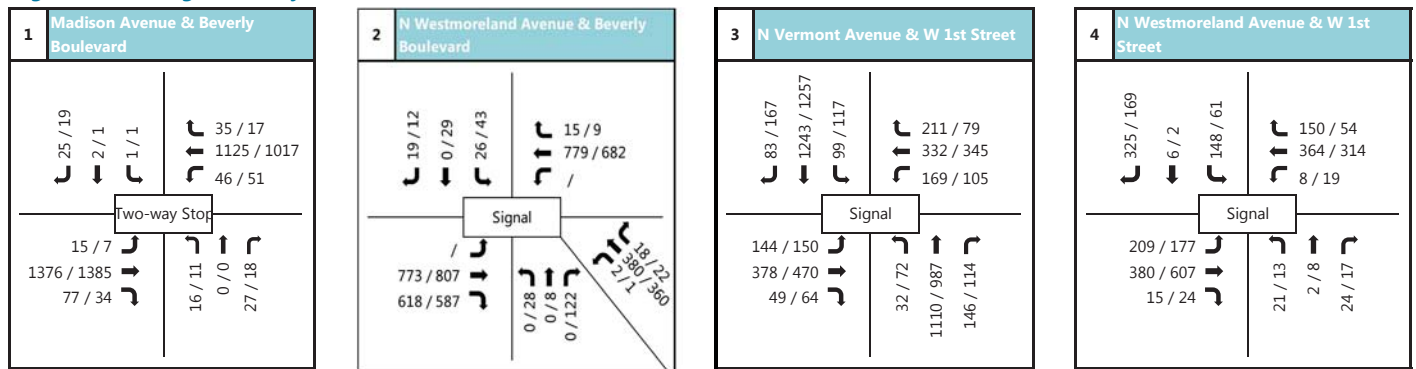 1
Madison Avenue & Beverly
Boulevard
25 / 19
2 / 1
1 / 1
35 / 17
1125 / 1017
46 / 51
Two-way Stop
15 / 7
1376 / 1385
77 / 34
16 / 11
0 / 0
27 / 18
2
N Westmoreland Avenue & Beverly
Boulevard
19 / 12
0 / 29
26 / 43
15 / 9
779 / 682
/
Signal
/
773 / 807
618 / 587
0 / 28
0 / 8
0 / 122
18 / 22
380 / 360
2 / 1
3
N Vermont Avenue & W 1st Street
83 / 167
1243 / 1257
99 / 117
211 / 79
332 / 345
169 / 105
Signal
144 / 150
378 / 470
49 / 64
32 / 72
1110 / 987
146 / 114
4
N Westmoreland Avenue & W 1st
Street
325 / 169
6 / 2
148 / 61
150 / 54
364 / 314
8 / 19
Signal
209 / 177
380 / 607
15 / 24
21 / 13
2 / 8
24 / 17